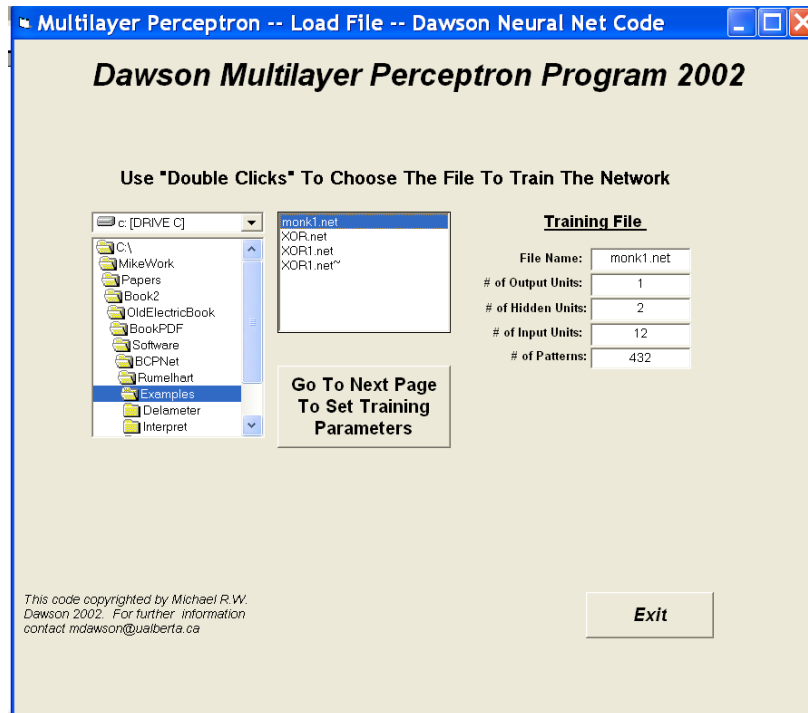 Multilayer Perceptron -- Load File -- Dawson Neural Net Code
Dawson Multilayer Perceptron Program 2002
Use "Double Clicks" To Choose The File To Train The Network
c: [DRIVE C]
C:\
MikeWork
Papers
Book2
OldElectricBook
BookPDF
Software
BCPNet
Rumelhart
Examples
Delameter
Interpret
monk1.net
XOR.net
XOR1.net
XOR1.net~
Go To Next Page
To Set Training
Parameters
Training File
File Name: monk1.net
# of Output Units: 1
# of Hidden Units: 2
# of Input Units: 12
# of Patterns: 432
This code copyrighted by Michael R.W.
Dawson 2002. For further information
contact mdawson@ualberta.ca
Exit